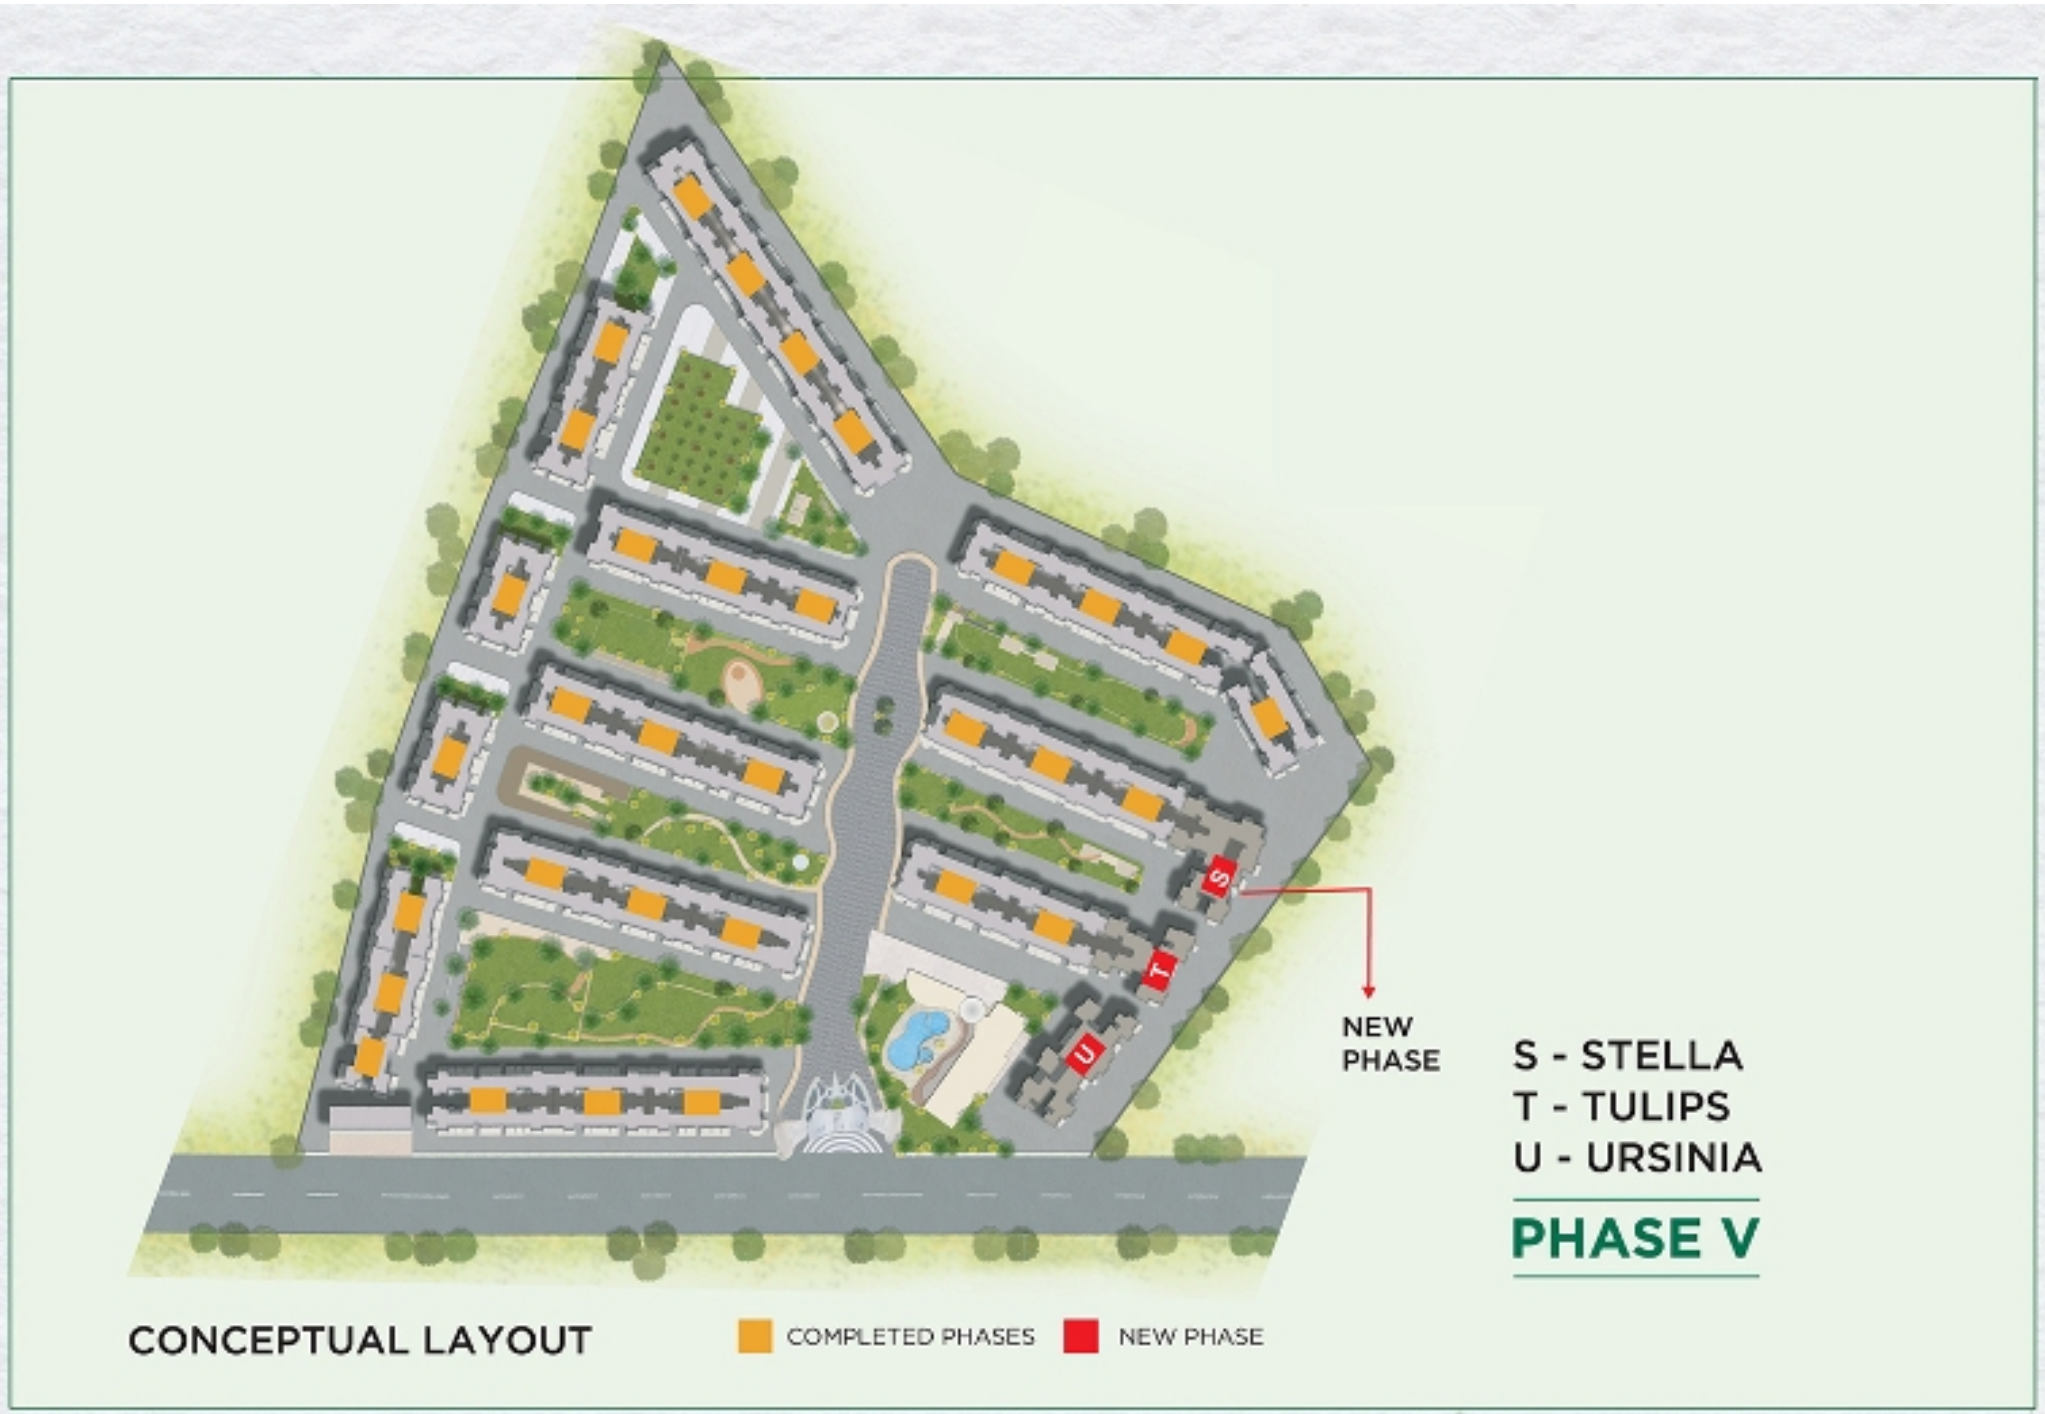 S
T
U
NEW
PHASE
S - STELLA
T - TULIPS
U - URSINIA
PHASE V
CONCEPTUAL LAYOUT
COMPLETED PHASES
NEW PHASE